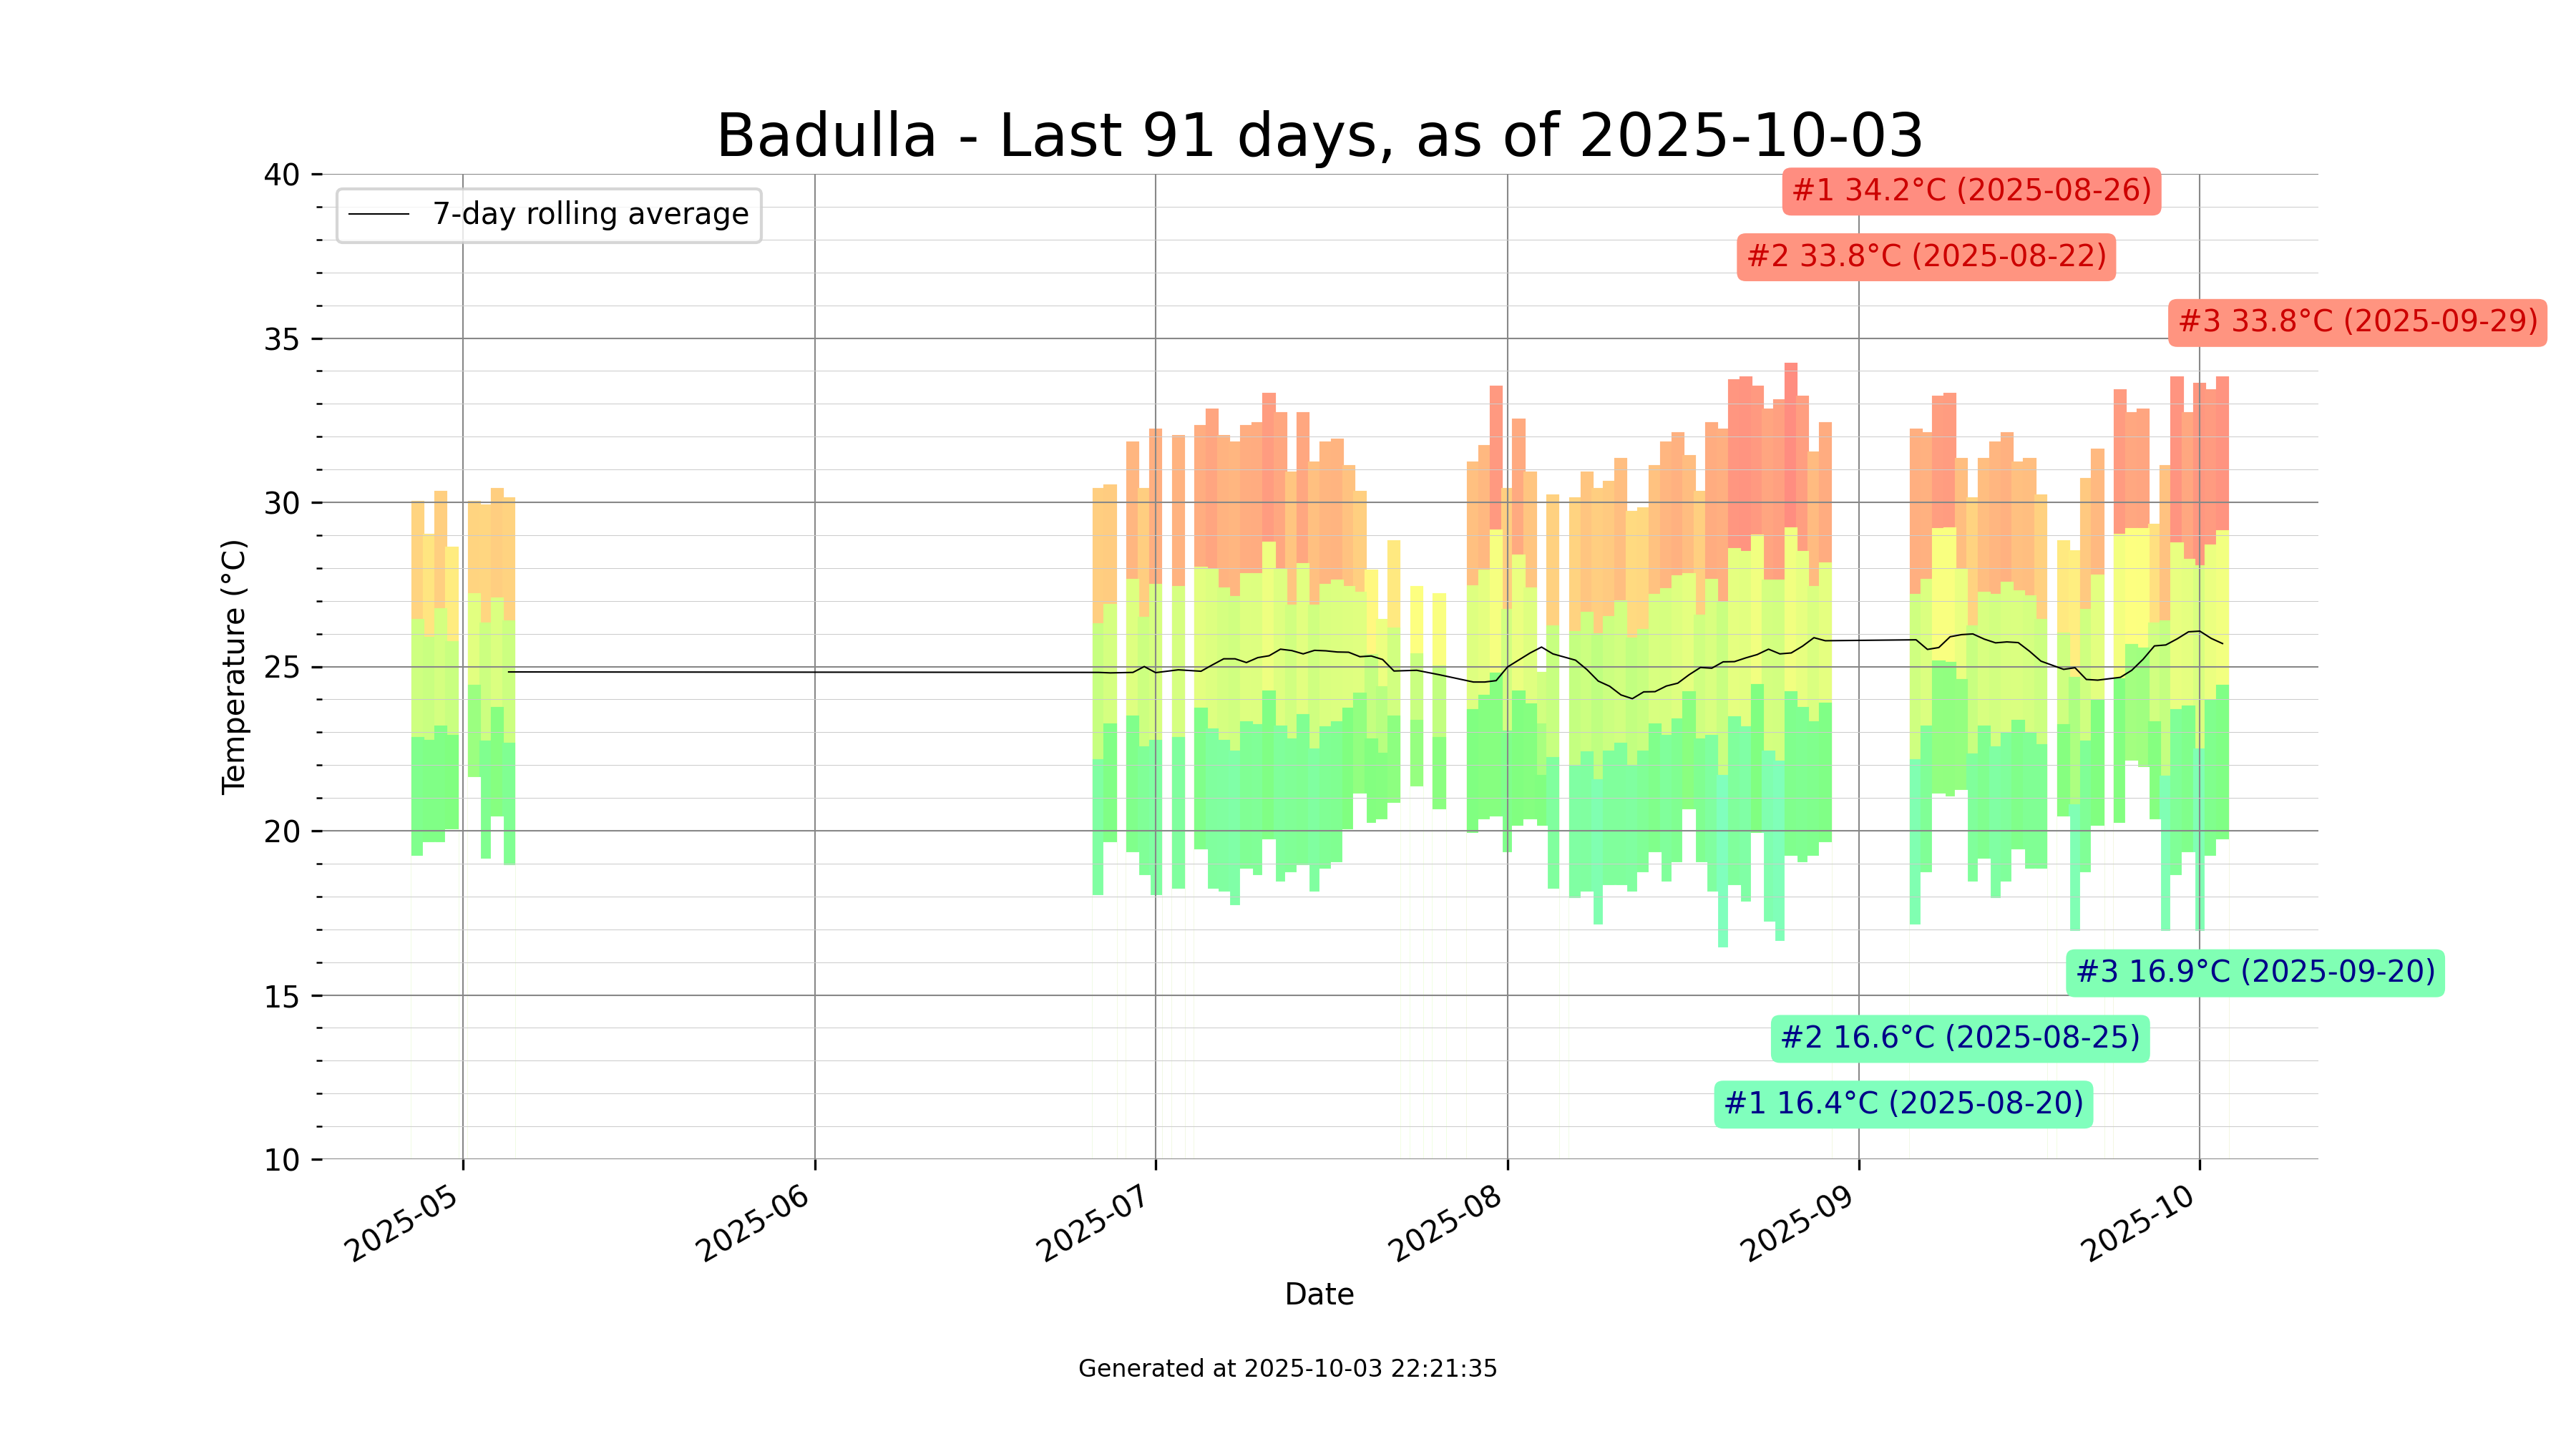 Badulla - Last 91 days, as of 2025-10-03
7-day rolling average
#1 34.2°C (2025-08-26)
#2 33.8°C (2025-08-22)
#3 33.8°C (2025-09-29)
#3 16.9°C (2025-09-20)
#2 16.6°C (2025-08-25)
#1 16.4°C (2025-08-20)
Temperature (°C)
40
35
30
25
20
15
10
2025-05
2025-06
2025-07
2025-08
2025-09
2025-10
Date
Generated at 2025-10-03 22:21:35